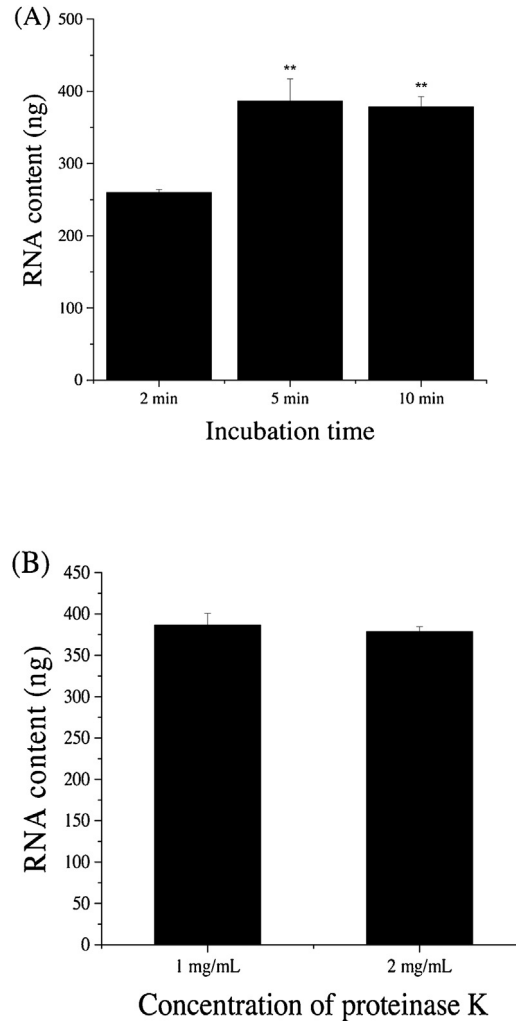 (A)
500
400
300
200
100
0
RNA content (ng)
**
**
2 min 5 min 10 min
Incubation time
(B)
450
400
350
300
250
200
150
100
50
0
RNA content (ng)
1 mg/mL 2 mg/mL
Concentration of proteinase K